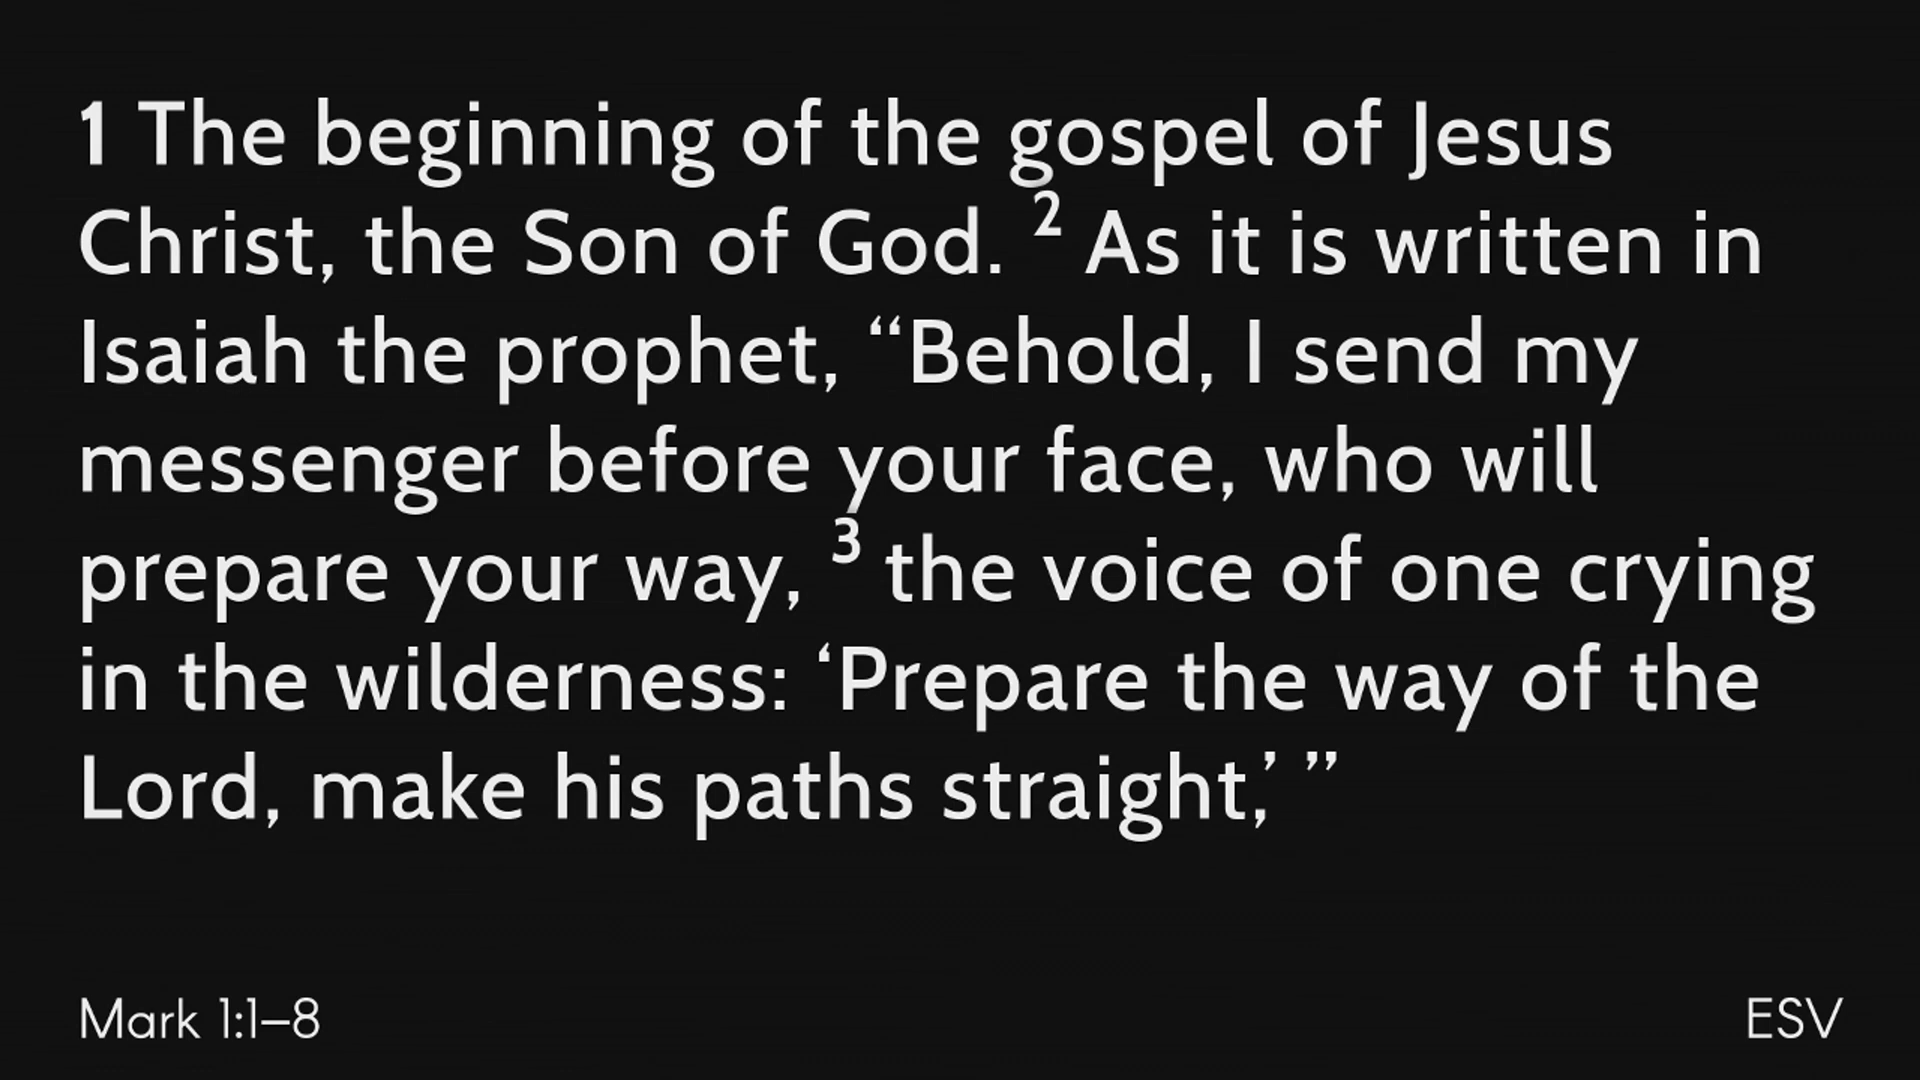 1 The beginning of the gospel of Jesus
Christ, the Son of God. ² As it is written in
Isaiah the prophet, “Behold, I send my
messenger before your face, who will
prepare your way, ³ the voice of one crying
in the wilderness: ‘Prepare the way of the
Lord, make his paths straight,’ ”
Mark 1:1–8
ESV